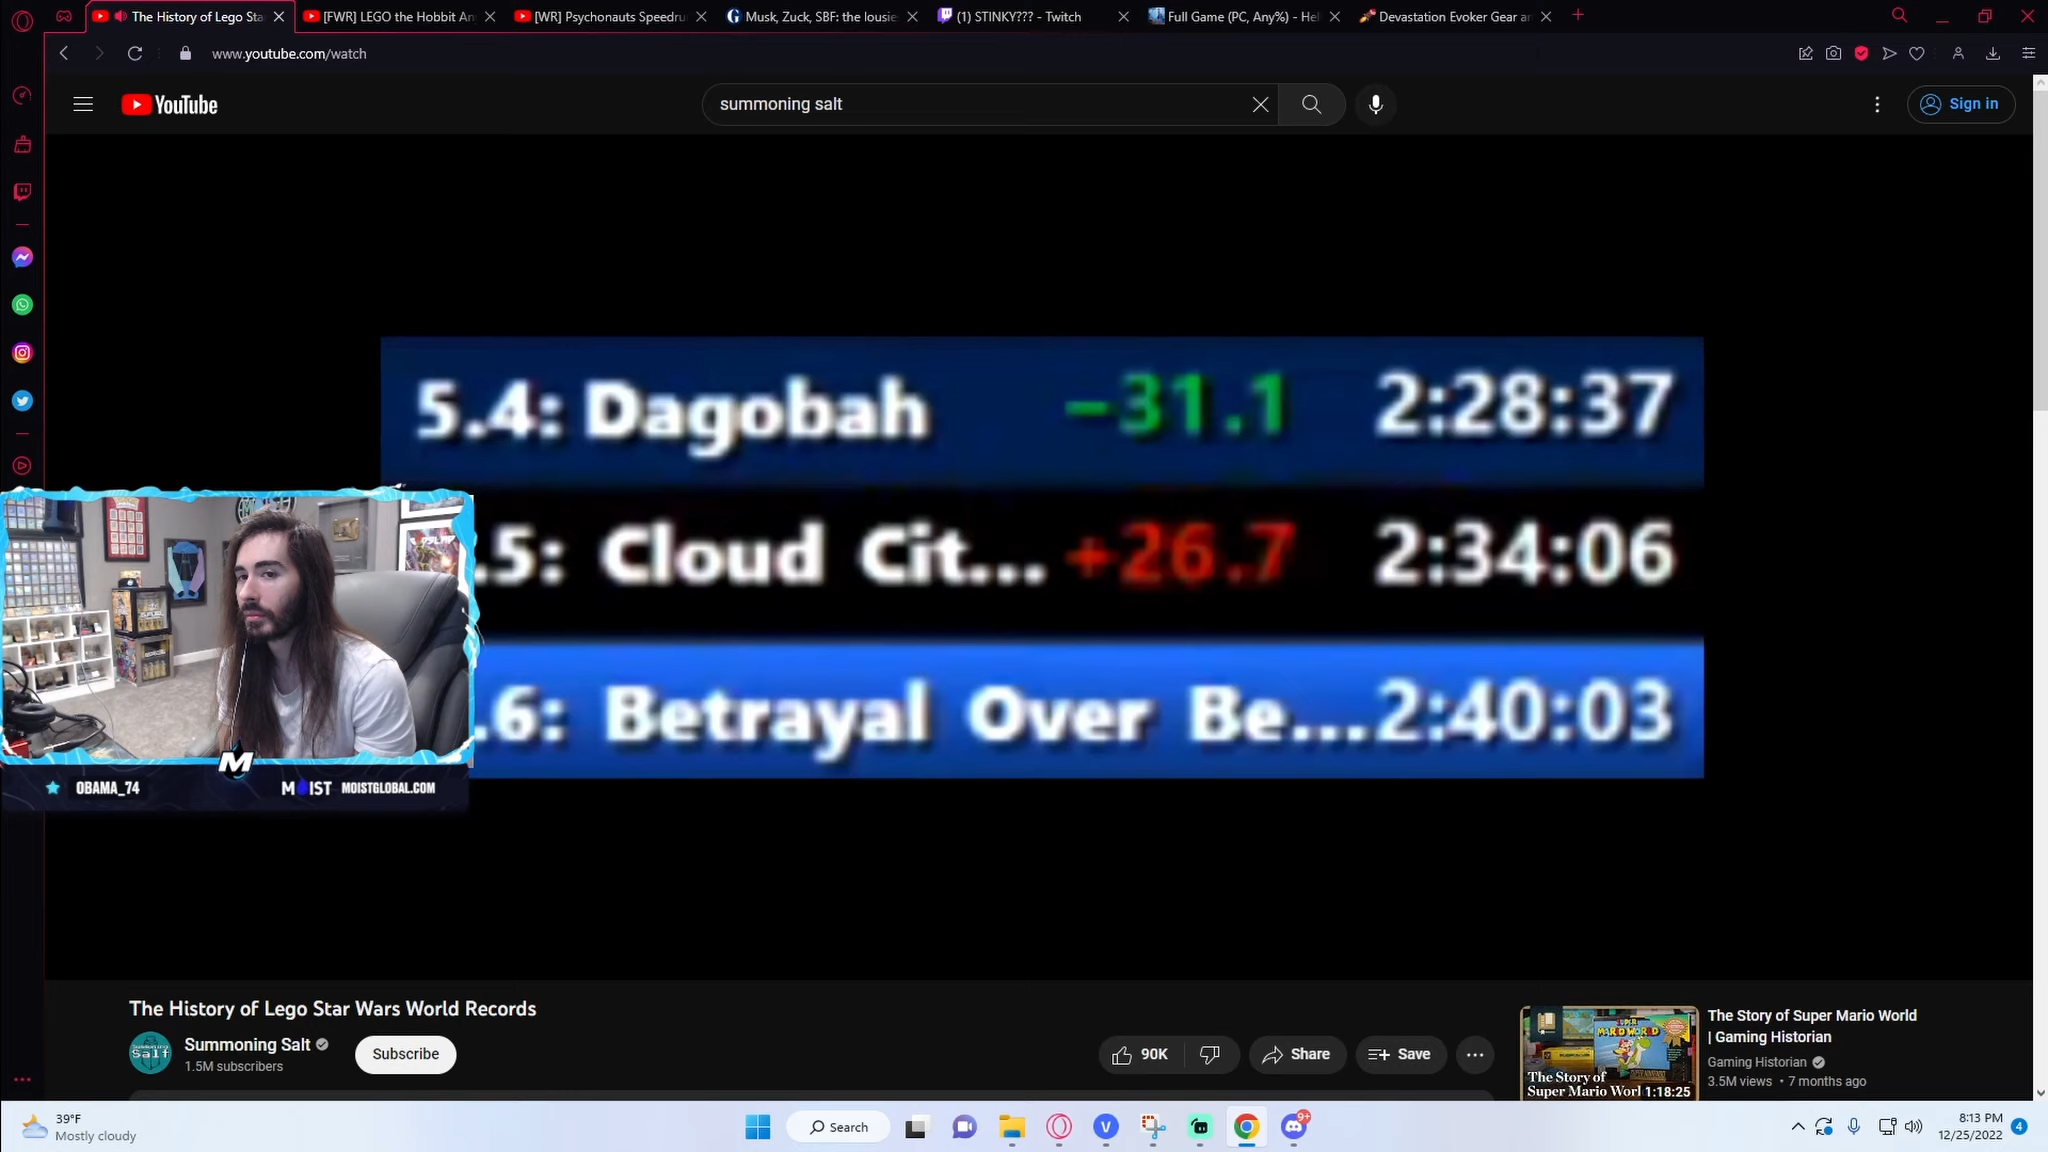 The History of Lego Sta
[FWR] LEGO the Hobbit An
[WR] Psychonauts Speedru
Musk, Zuck, SBF: the lousie
(1) STINKY??? - Twitch
Full Game (PC, Any%) - Hel
Devastation Evoker Gear a
www.youtube.com/watch
YouTube
summoning salt
Sign in
5.4: Dagobah -31.1 2:28:37
.5: Cloud Cit... +26.7 2:34:06
.6: Betrayal Over Be... 2:40:03
OBAMA_74 MOIST MOISTGLOBAL.COM
The History of Lego Star Wars World Records
Summoning Salt
1.5M subscribers
Subscribe
90K
Share
Save
The Story of Super Mario World
| Gaming Historian
Gaming Historian
3.5M views • 7 months ago
SUPER MARIO WORLD
The Story of
Super Mario Worl 1:18:25
39°F
Mostly cloudy
Search
9+
8:13 PM
12/25/2022
4